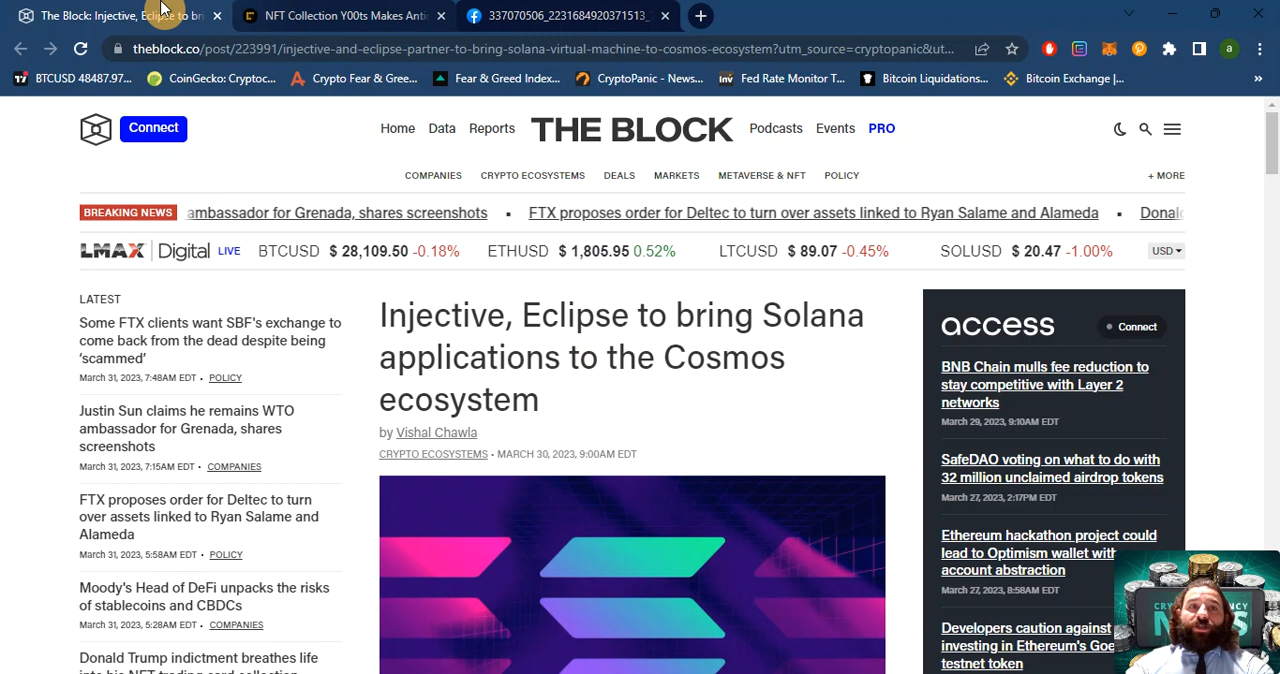 The Block: Injective, Eclipse to bri
NFT Collection Y00ts Makes Antic
337070506_2231684920371513_
theblock.co/post/223991/injective-and-eclipse-partner-to-bring-solana-virtual-machine-to-cosmos-ecosystem?utm_source=cryptopanic&ut...
a
BTCUSD 48487.97...
CoinGecko: Cryptoc...
Crypto Fear & Gree...
Fear & Greed Index...
CryptoPanic - News...
Inv
Fed Rate Monitor T...
Bitcoin Liquidations...
Bitcoin Exchange |...
»
Connect
Home
Data
Reports
THE BLOCK
Podcasts
Events
PRO
COMPANIES
CRYPTO ECOSYSTEMS
DEALS
MARKETS
METAVERSE & NFT
POLICY
+ MORE
BREAKING NEWS
ambassador for Grenada, shares screenshots
FTX proposes order for Deltec to turn over assets linked to Ryan Salame and Alameda
Donal
LMAX | Digital LIVE
BTCUSD $ 28,109.50 -0.18%
ETHUSD $ 1,805.95 0.52%
LTCUSD $ 89.07 -0.45%
SOLUSD $ 20.47 -1.00%
USD
LATEST
Some FTX clients want SBF's exchange to
come back from the dead despite being
'scammed'
March 31, 2023, 7:48AM EDT • POLICY
Justin Sun claims he remains WTO
ambassador for Grenada, shares
screenshots
March 31, 2023, 7:15AM EDT • COMPANIES
FTX proposes order for Deltec to turn
over assets linked to Ryan Salame and
Alameda
March 31, 2023, 5:58AM EDT • POLICY
Moody's Head of DeFi unpacks the risks
of stablecoins and CBDCs
March 31, 2023, 5:28AM EDT • COMPANIES
Donald Trump indictment breathes life
into his NFT trading card collection
Injective, Eclipse to bring Solana
applications to the Cosmos
ecosystem
by Vishal Chawla
CRYPTO ECOSYSTEMS • MARCH 30, 2023, 9:00AM EDT
access
Connect
BNB Chain mulls fee reduction to
stay competitive with Layer 2
networks
March 29, 2023, 9:10AM EDT
SafeDAO voting on what to do with
32 million unclaimed airdrop tokens
March 27, 2023, 2:17PM EDT
Ethereum hackathon project could
lead to Optimism wallet with
account abstraction
March 27, 2023, 8:58AM EDT
Developers caution against
investing in Ethereum's Goe
testnet token